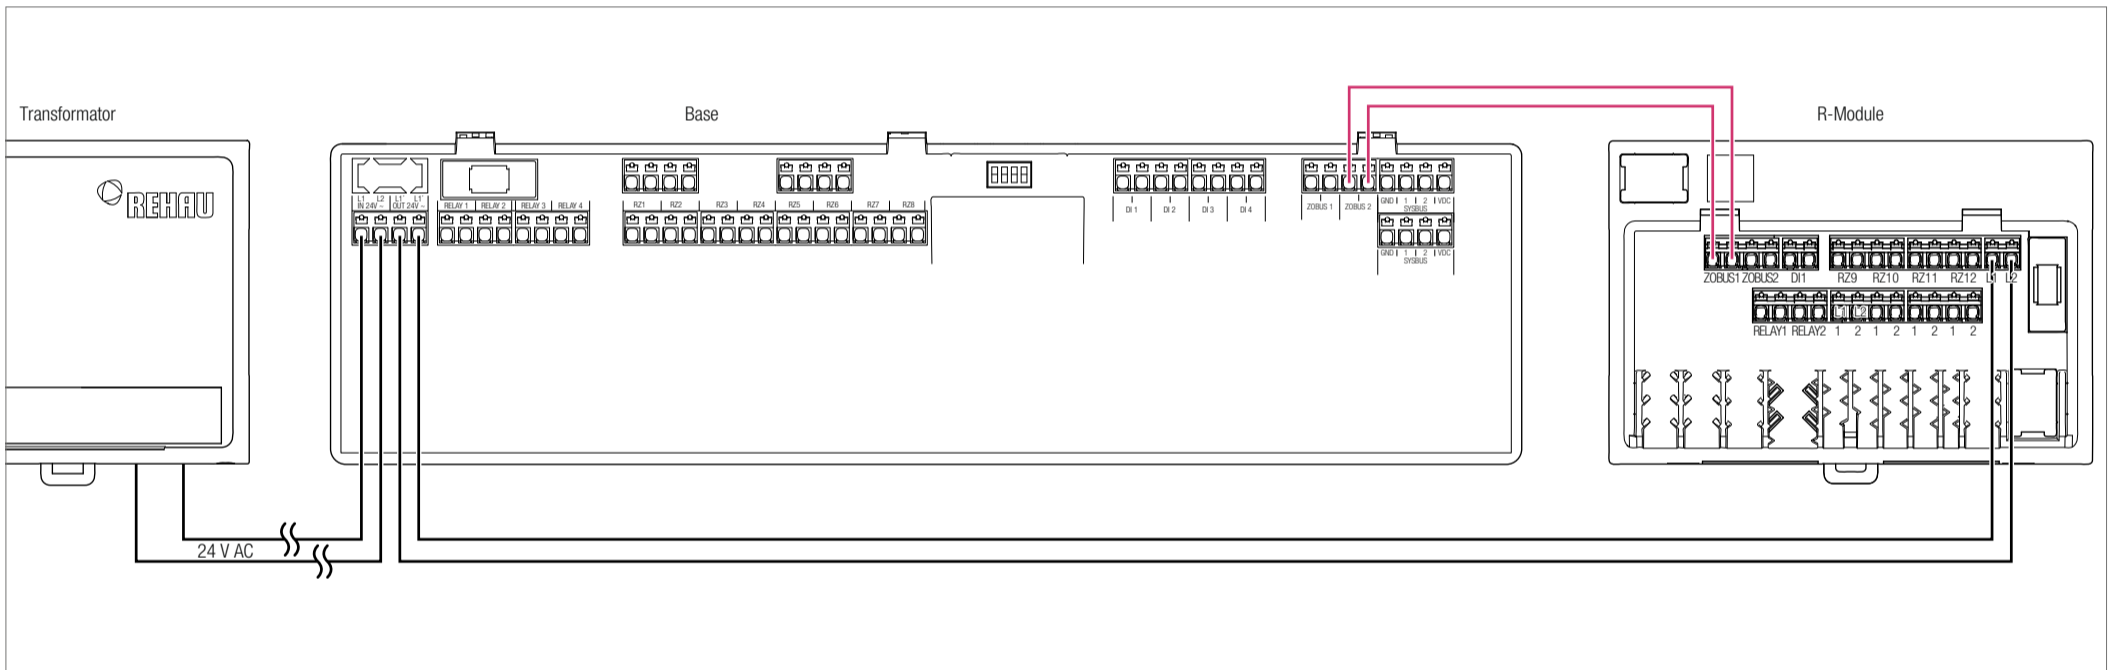 Transformator
Base
R-Module
REHAU
L1 L2 L1' L1'
IN 24V ~ OUT 24V ~
RELAY 1 RELAY 2 RELAY 3 RELAY 4
RZ1 RZ2 RZ3 RZ4 RZ5 RZ6 RZ7 RZ8
DI 1 DI 2 DI 3 DI 4
ZOBUS 1 ZOBUS 2
GND 1 2 VDC
SYSBUS
GND 1 2 VDC
SYSBUS
ZOBUS1 ZOBUS2 DI1 RZ9 RZ10 RZ11 RZ12 L1 L2
L1 L2
RELAY1 RELAY2 1 2 1 2 1 2 1 2
24 V AC